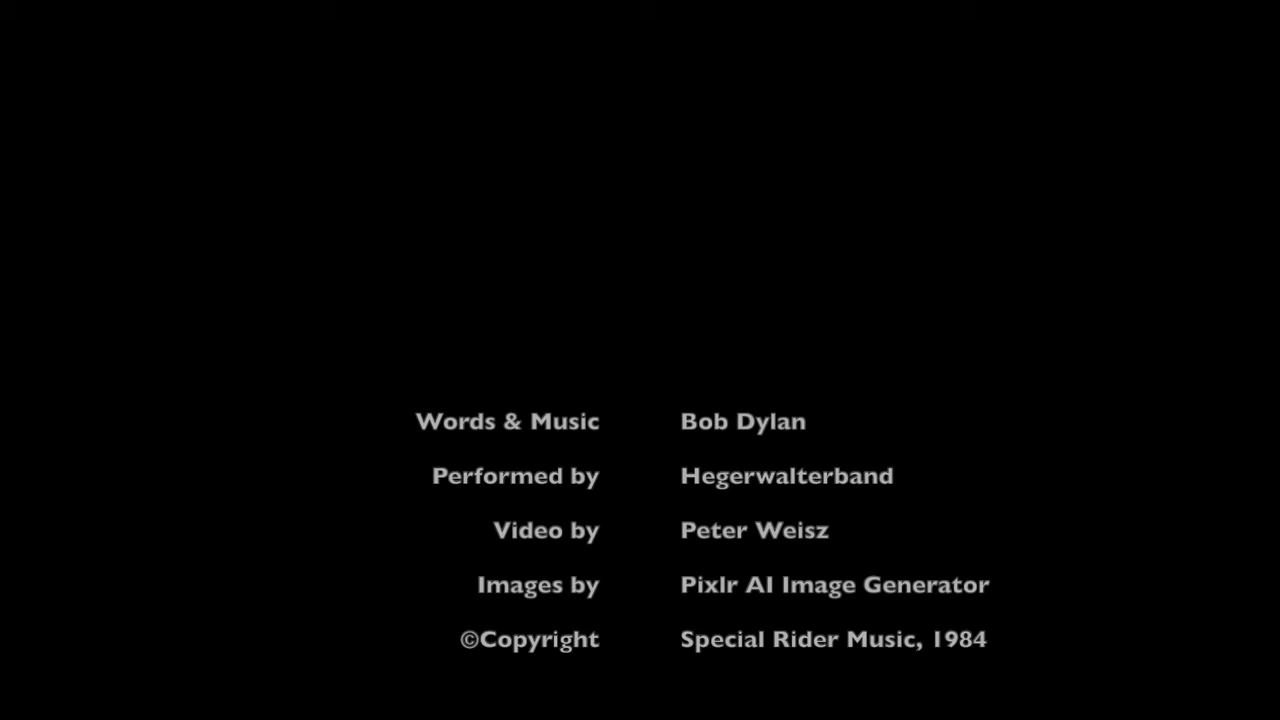 Words & Music Bob Dylan
Performed by Hegerwalterband
Video by Peter Weisz
Images by Pixlr AI Image Generator
©Copyright Special Rider Music, 1984